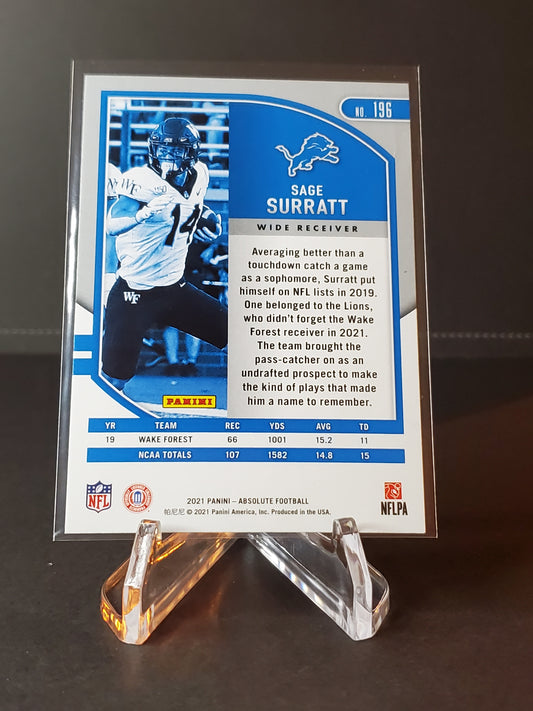 NO. 196
SAGE
SURRATT
WIDE RECEIVER
Averaging better than a
touchdown catch a game
as a sophomore, Surratt put
himself on NFL lists in 2019.
One belonged to the Lions,
who didn't forget the Wake
Forest receiver in 2021.
The team brought the
pass-catcher on as an
undrafted prospect to make
the kind of plays that made
him a name to remember.
WF
14
WF
PANINI
YR TEAM REC YDS AVG TD
19 WAKE FOREST 66 1001 15.2 11
NCAA TOTALS 107 1582 14.8 15
NFL
2021 PANINI – ABSOLUTE FOOTBALL
帕尼尼 © 2021 Panini America, Inc. Produced in the USA.
NFLPA